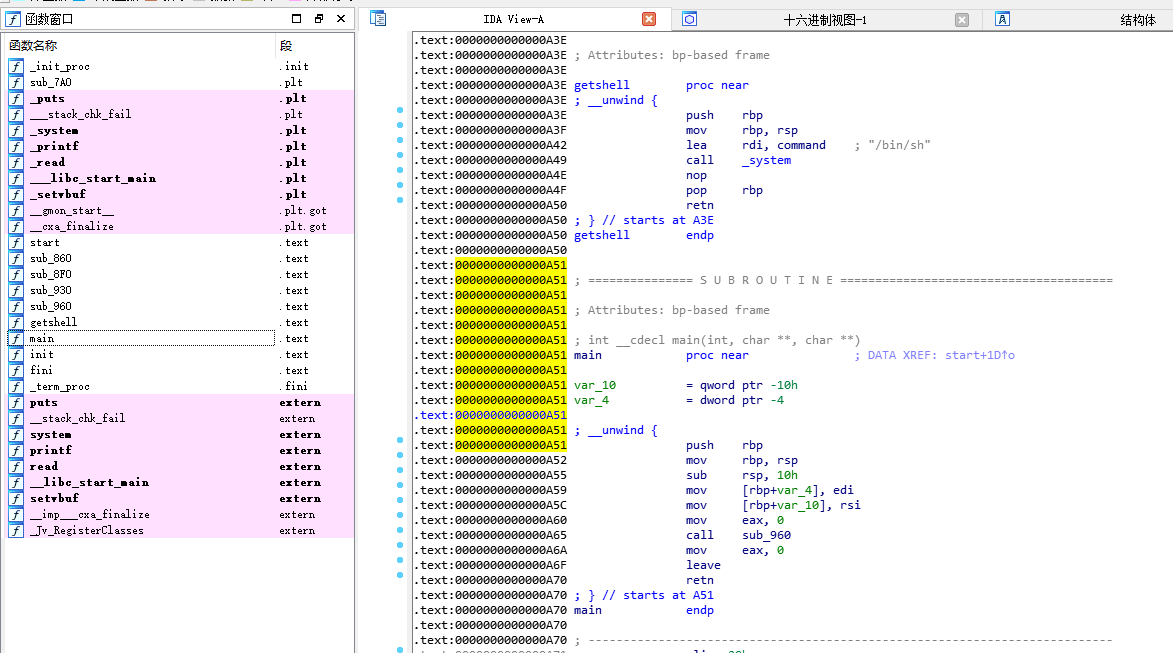 函数窗口
函数名称 段
_init_proc .init
sub_7A0 .plt
_puts .plt
___stack_chk_fail .plt
_system .plt
_printf .plt
_read .plt
___libc_start_main .plt
_setvbuf .plt
__gmon_start__ .plt.got
__cxa_finalize .plt.got
start .text
sub_860 .text
sub_8F0 .text
sub_930 .text
sub_960 .text
getshell .text
main .text
init .text
fini .text
_term_proc .fini
puts extern
__stack_chk_fail extern
system extern
printf extern
read extern
__libc_start_main extern
setvbuf extern
__imp___cxa_finalize extern
_Jv_RegisterClasses extern
IDA View-A 十六进制视图-1 结构体
.text:0000000000000A3E
.text:0000000000000A3E ; Attributes: bp-based frame
.text:0000000000000A3E
.text:0000000000000A3E getshell proc near
.text:0000000000000A3E ; __unwind {
.text:0000000000000A3E push rbp
.text:0000000000000A3F mov rbp, rsp
.text:0000000000000A42 lea rdi, command ; "/bin/sh"
.text:0000000000000A49 call _system
.text:0000000000000A4E nop
.text:0000000000000A4F pop rbp
.text:0000000000000A50 retn
.text:0000000000000A50 ; } // starts at A3E
.text:0000000000000A50 getshell endp
.text:0000000000000A50
.text:0000000000000A51
.text:0000000000000A51 ; =============== S U B R O U T I N E =======================================
.text:0000000000000A51
.text:0000000000000A51 ; Attributes: bp-based frame
.text:0000000000000A51
.text:0000000000000A51 ; int __cdecl main(int, char **, char **)
.text:0000000000000A51 main proc near ; DATA XREF: start+1D↑o
.text:0000000000000A51
.text:0000000000000A51 var_10 = qword ptr -10h
.text:0000000000000A51 var_4 = dword ptr -4
.text:0000000000000A51
.text:0000000000000A51 ; __unwind {
.text:0000000000000A51 push rbp
.text:0000000000000A52 mov rbp, rsp
.text:0000000000000A55 sub rsp, 10h
.text:0000000000000A59 mov [rbp+var_4], edi
.text:0000000000000A5C mov [rbp+var_10], rsi
.text:0000000000000A60 mov eax, 0
.text:0000000000000A65 call sub_960
.text:0000000000000A6A mov eax, 0
.text:0000000000000A6F leave
.text:0000000000000A70 retn
.text:0000000000000A70 ; } // starts at A51
.text:0000000000000A70 main endp
.text:0000000000000A70
.text:0000000000000A70 ; ---------------------------------------------------------------------------